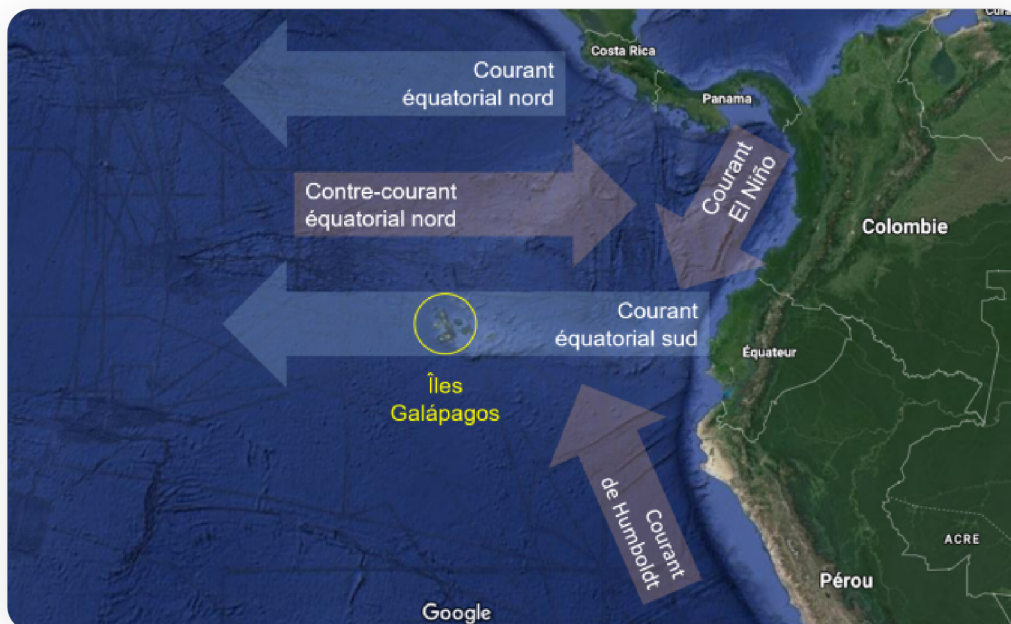 Costa Rica
Courant
équatorial nord
Panama
Courant
El Niño
Contre-courant
équatorial nord
Colombie
Courant
équatorial sud
Équateur
Îles
Galápagos
Courant
de Humboldt
ACRE
Pérou
Google